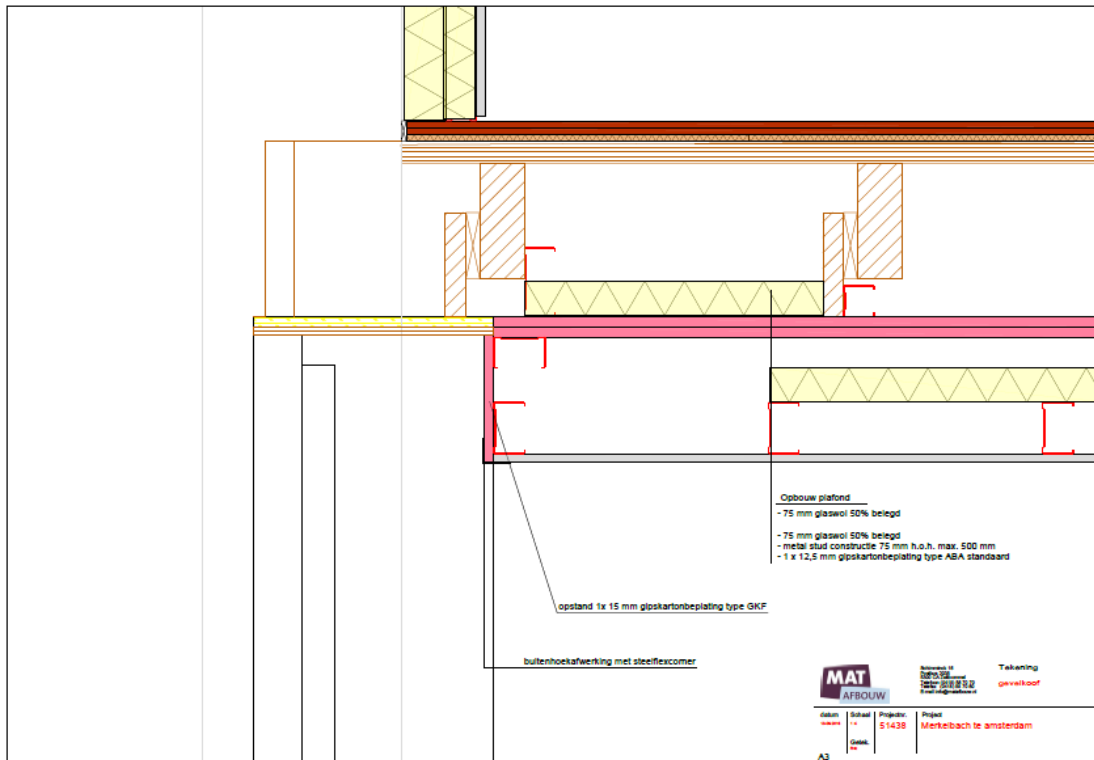 Opbouw plafond
- 75 mm glaswol 50% belegd
- 75 mm glaswol 50% belegd
- metal stud constructie 75 mm h.o.h. max. 500 mm
- 1 x 12,5 mm gipskartonbeplating type ABA standaard
opstand 1x 15 mm gipskartonbeplating type GKF
buitenhoekafwerking met steelflexcorner
MAT
AFBOUW
Tekening
gevelkoof
datum Schaal Projectnr. Project
51438 Merkelbach te amsterdam
Getek.
A3